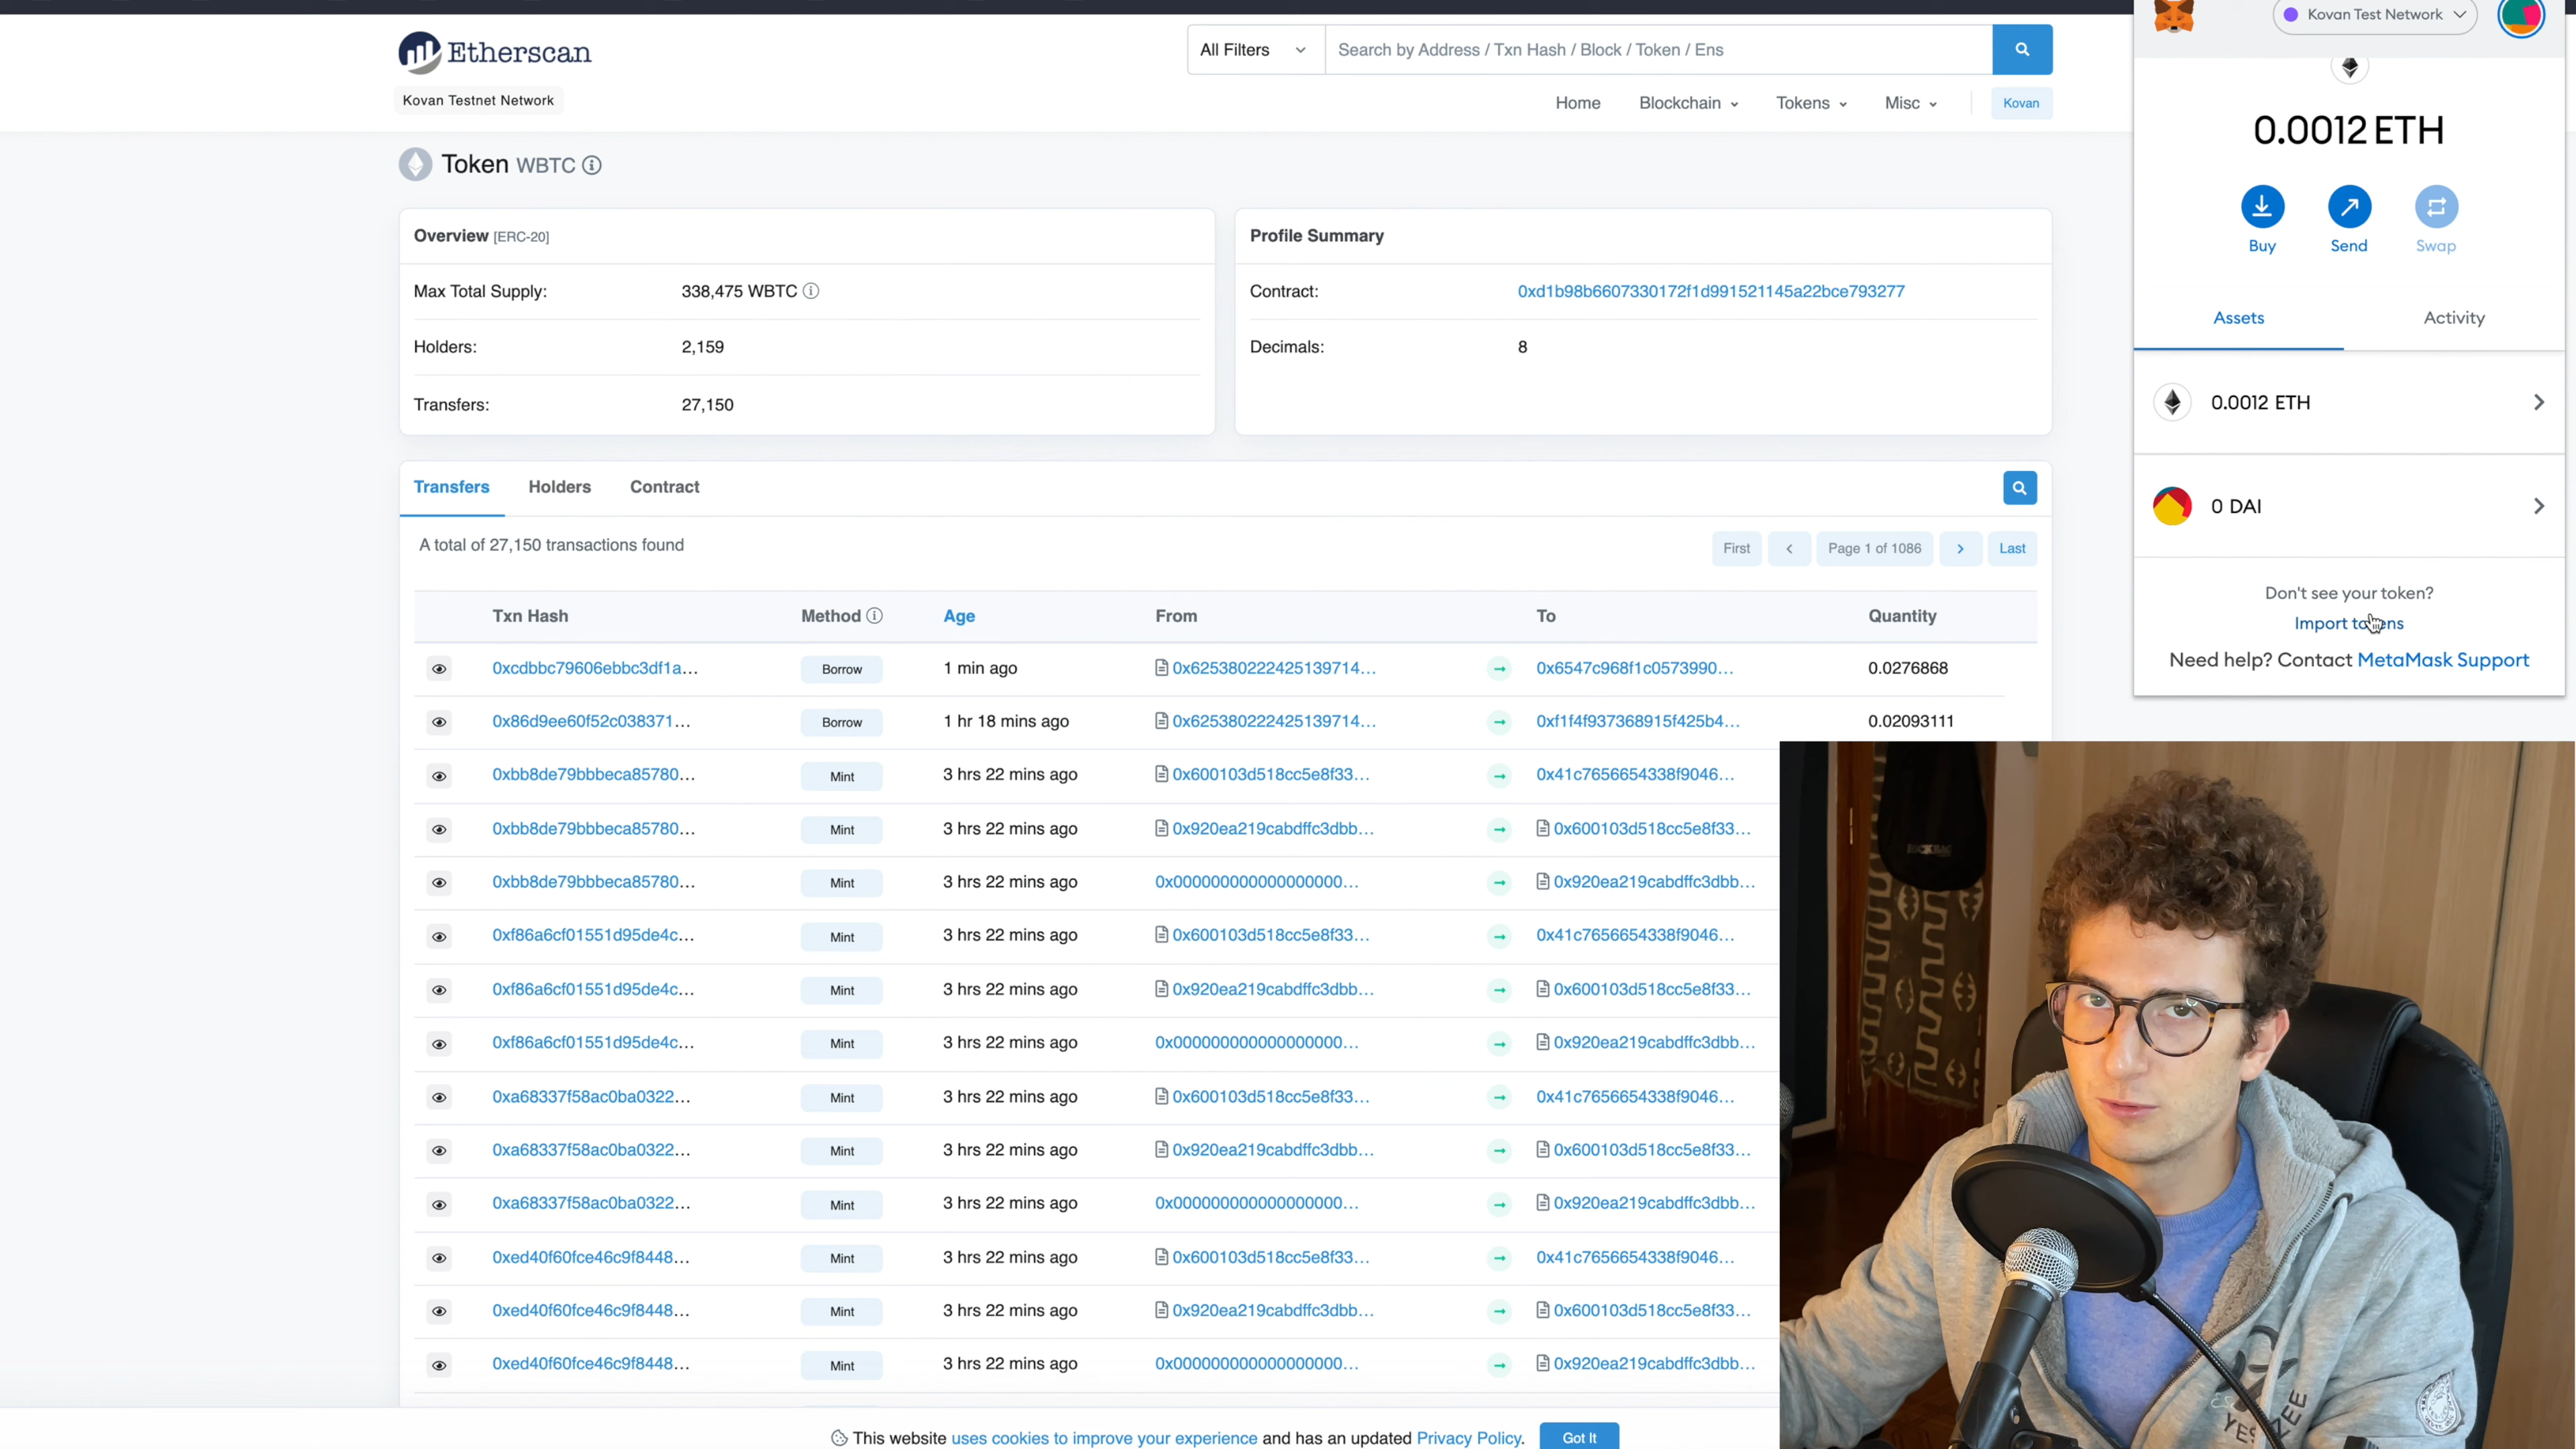 Etherscan
Kovan Testnet Network
All Filters
Search by Address / Txn Hash / Block / Token / Ens
Home Blockchain Tokens Misc Kovan
Token WBTC
Overview [ERC-20]
Max Total Supply: 338,475 WBTC
Holders: 2,159
Transfers: 27,150
Profile Summary
Contract: 0xd1b98b6607330172f1d991521145a22bce793277
Decimals: 8
Transfers Holders Contract
A total of 27,150 transactions found
First Page 1 of 1086 Last
Txn Hash Method Age From To Quantity
0xcdbbc79606ebbc3df1a... Borrow 1 min ago 0x625380222425139714... 0x6547c968f1c0573990... 0.0276868
0x86d9ee60f52c038371... Borrow 1 hr 18 mins ago 0x625380222425139714... 0xf1f4f937368915f425b4... 0.02093111
0xbb8de79bbbeca85780... Mint 3 hrs 22 mins ago 0x600103d518cc5e8f33... 0x41c7656654338f9046...
0xbb8de79bbbeca85780... Mint 3 hrs 22 mins ago 0x920ea219cabdffc3dbb... 0x600103d518cc5e8f33...
0xbb8de79bbbeca85780... Mint 3 hrs 22 mins ago 0x000000000000000000... 0x920ea219cabdffc3dbb...
0xf86a6cf01551d95de4c... Mint 3 hrs 22 mins ago 0x600103d518cc5e8f33... 0x41c7656654338f9046...
0xf86a6cf01551d95de4c... Mint 3 hrs 22 mins ago 0x920ea219cabdffc3dbb... 0x600103d518cc5e8f33...
0xf86a6cf01551d95de4c... Mint 3 hrs 22 mins ago 0x000000000000000000... 0x920ea219cabdffc3dbb...
0xa68337f58ac0ba0322... Mint 3 hrs 22 mins ago 0x600103d518cc5e8f33... 0x41c7656654338f9046...
0xa68337f58ac0ba0322... Mint 3 hrs 22 mins ago 0x920ea219cabdffc3dbb... 0x600103d518cc5e8f33...
0xa68337f58ac0ba0322... Mint 3 hrs 22 mins ago 0x000000000000000000... 0x920ea219cabdffc3dbb...
0xed40f60fce46c9f8448... Mint 3 hrs 22 mins ago 0x600103d518cc5e8f33... 0x41c7656654338f9046...
0xed40f60fce46c9f8448... Mint 3 hrs 22 mins ago 0x920ea219cabdffc3dbb... 0x600103d518cc5e8f33...
0xed40f60fce46c9f8448... Mint 3 hrs 22 mins ago 0x000000000000000000... 0x920ea219cabdffc3dbb...
This website uses cookies to improve your experience and has an updated Privacy Policy. Got It
Kovan Test Network
0.0012 ETH
Buy Send Swap
Assets Activity
0.0012 ETH
0 DAI
Don't see your token?
Import tokens
Need help? Contact MetaMask Support